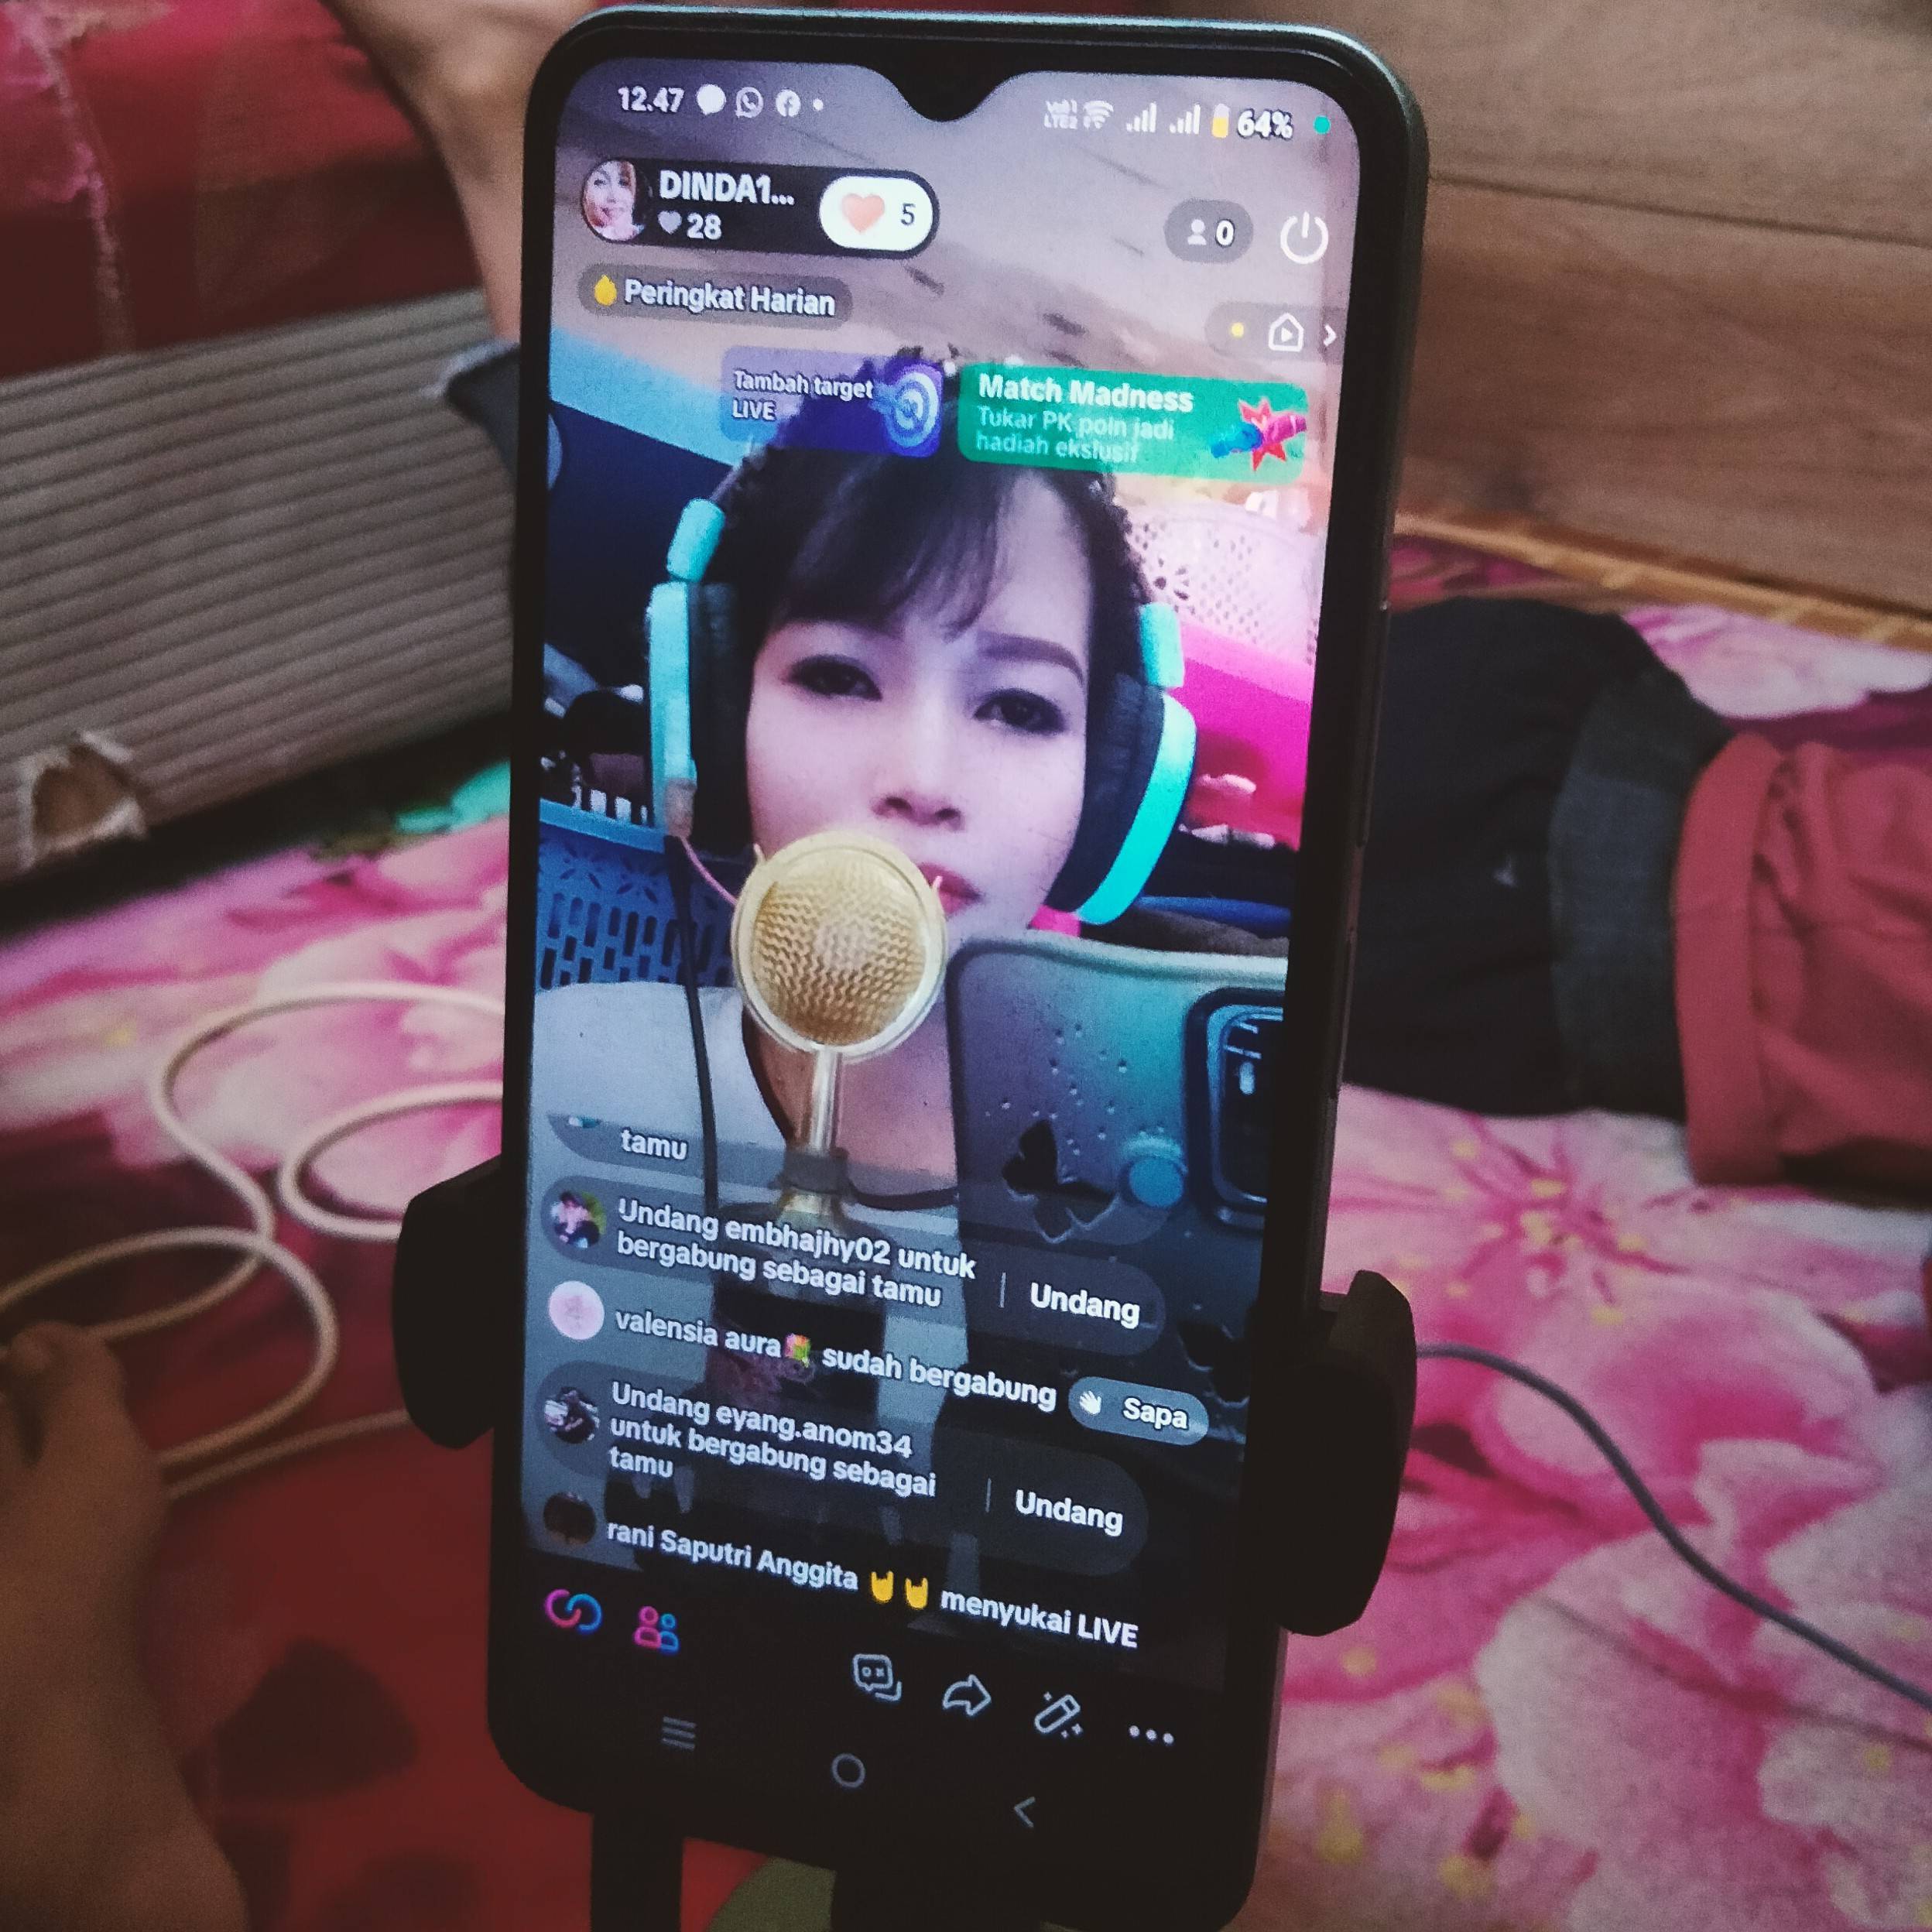 12.47
64%
DINDA1...
28
5
0
Peringkat Harian
Tambah target
LIVE
Match Madness
Tukar PK poin jadi
hadiah ekslusif
tamu
Undang embhajhy02 untuk
bergabung sebagai tamu
Undang
valensia aura💐 sudah bergabung
👋 Sapa
Undang eyang.anom34
untuk bergabung sebagai
tamu
Undang
rani Saputri Anggita 🤘🤘 menyukai LIVE